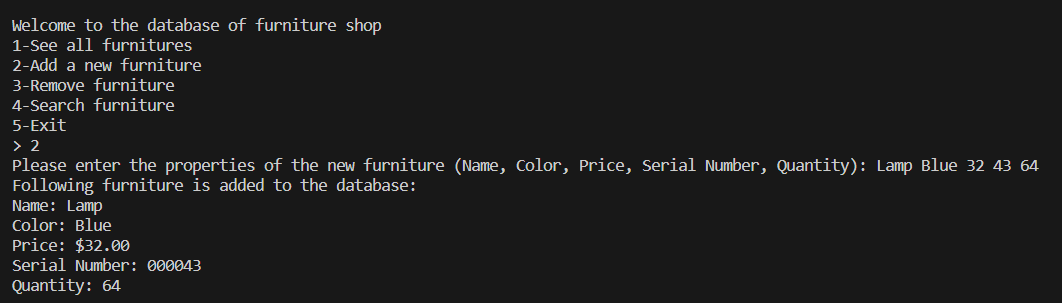 Welcome to the database of furniture shop
1-See all furnitures
2-Add a new furniture
3-Remove furniture
4-Search furniture
5-Exit
> 2
Please enter the properties of the new furniture (Name, Color, Price, Serial Number, Quantity): Lamp Blue 32 43 64
Following furniture is added to the database:
Name: Lamp
Color: Blue
Price: $32.00
Serial Number: 000043
Quantity: 64